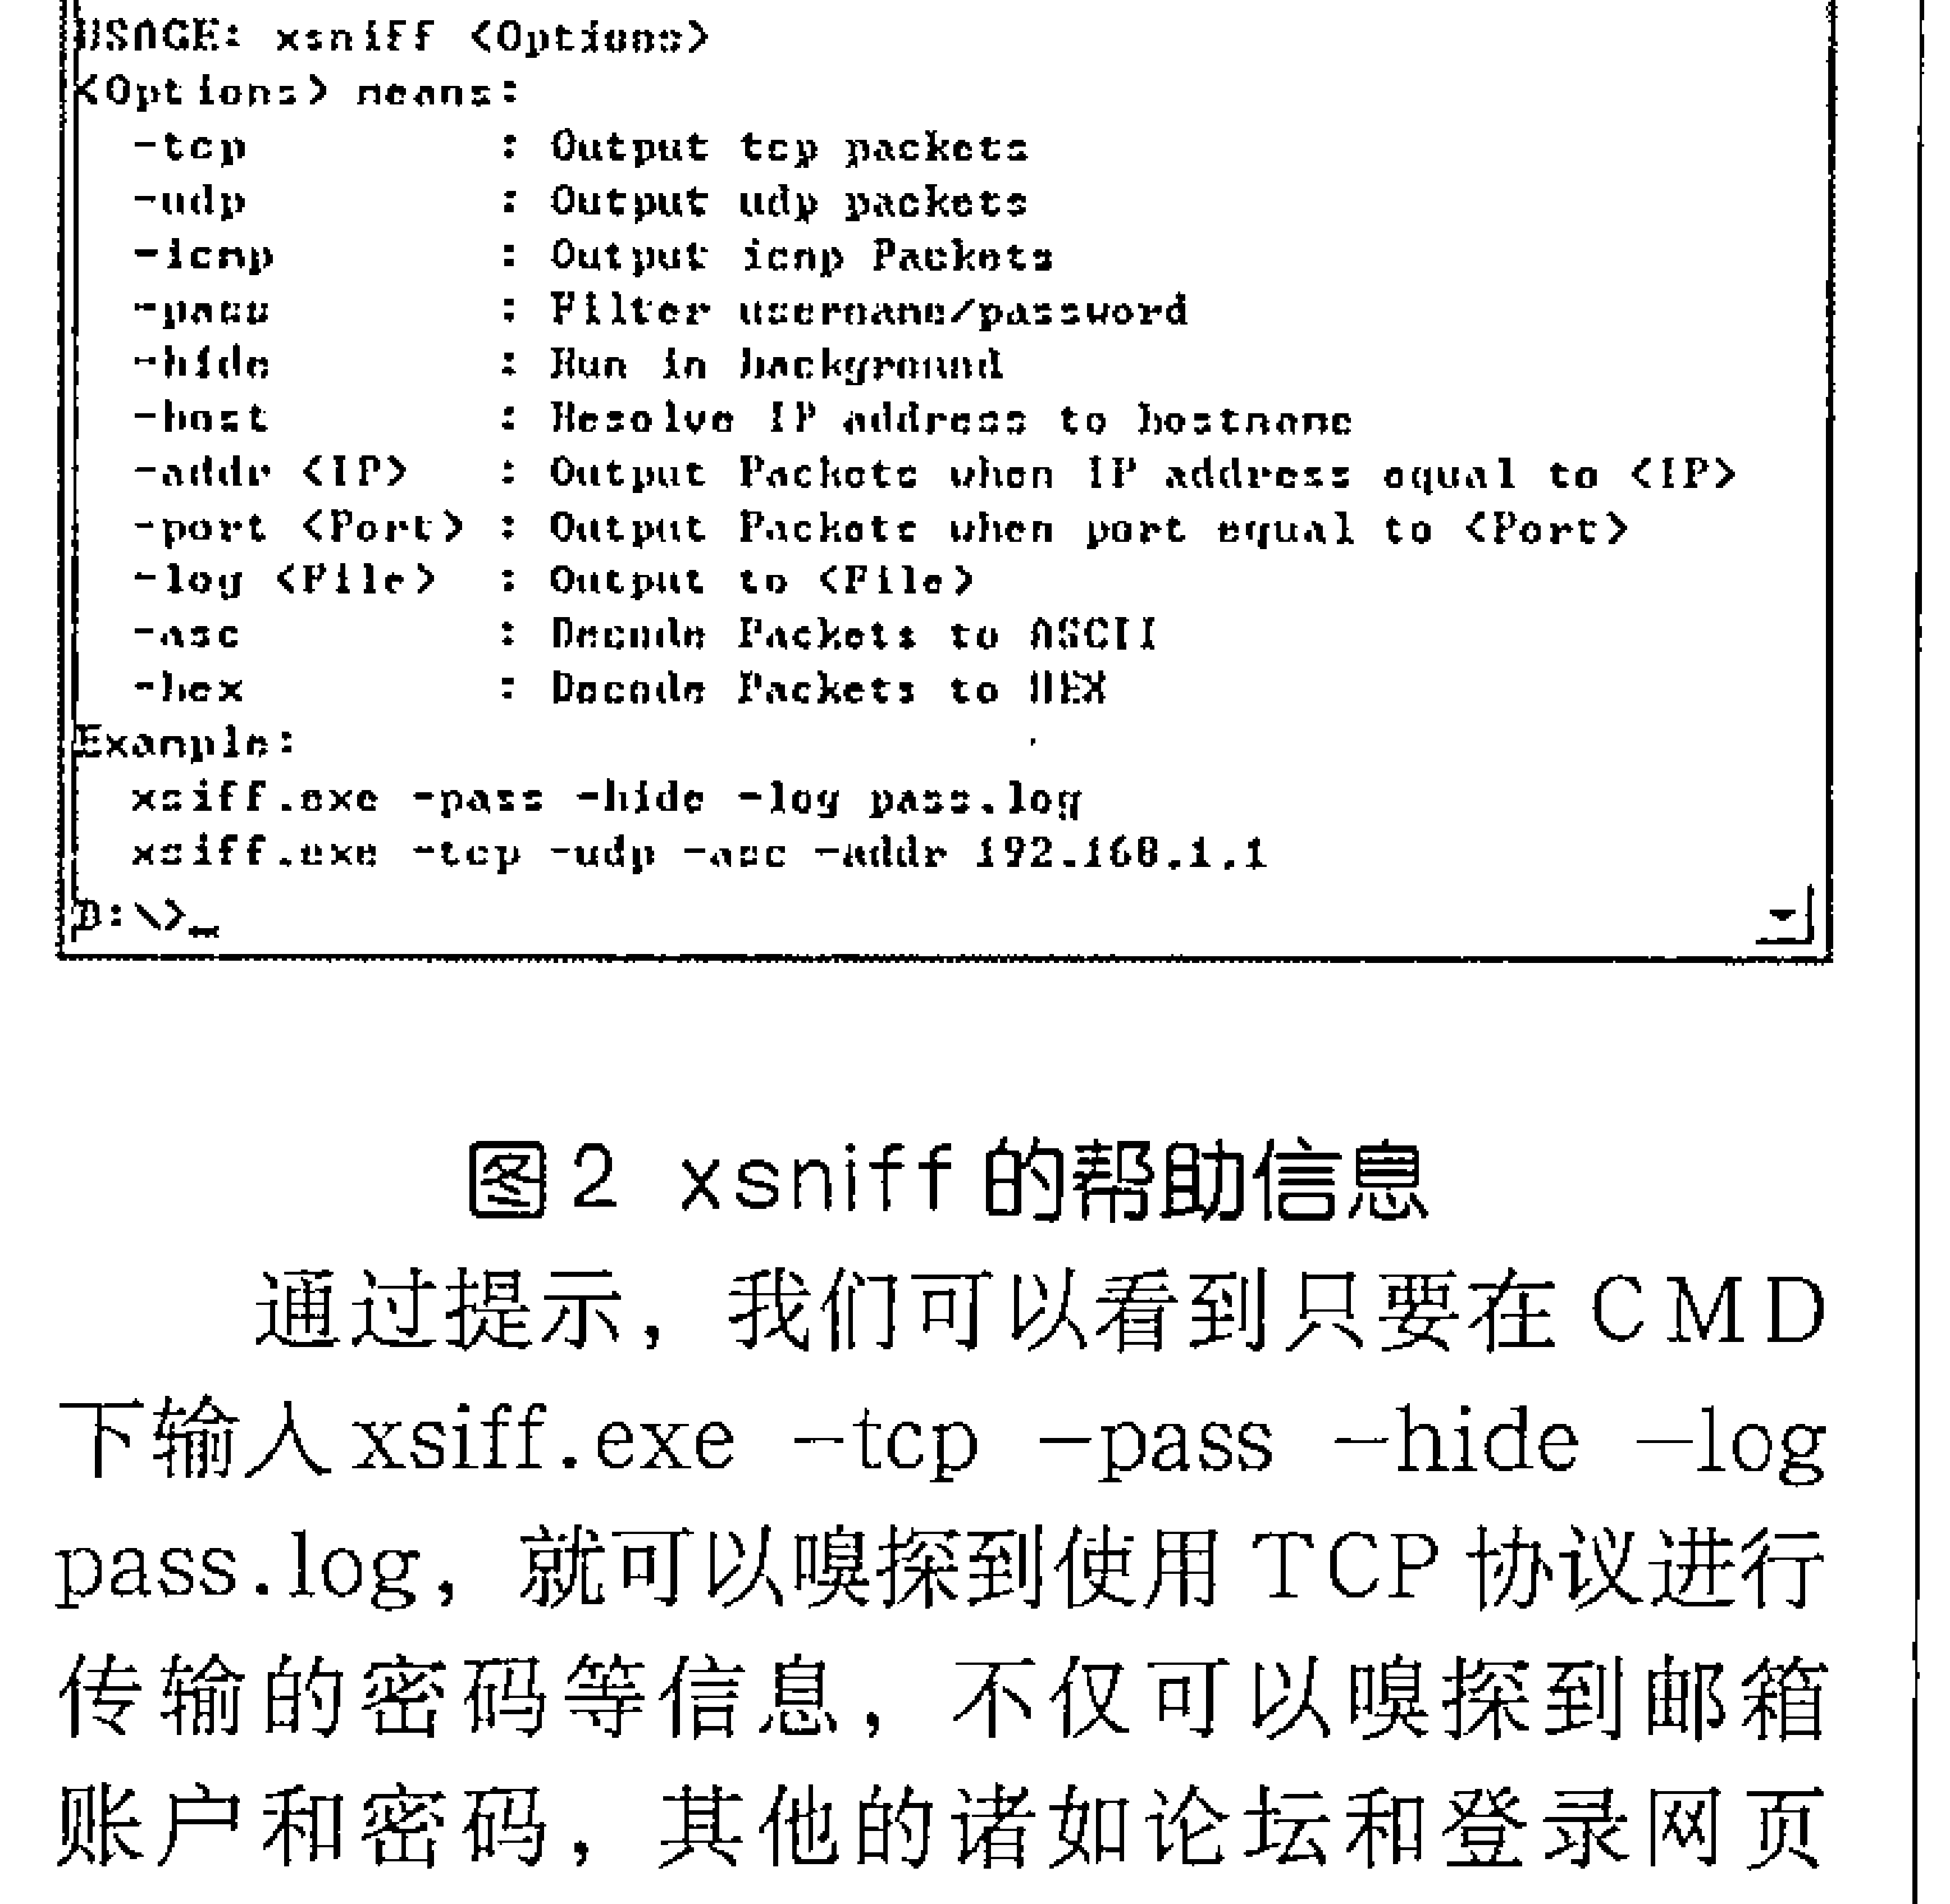 USAGE: xsniff <Options>
<Options> means:
-tcp : Output tcp packets
-udp : Output udp packets
-icmp : Output icmp Packets
-pass : Filter username/password
-hide : Run in background
-host : Resolve IP address to hostname
-addr <IP> : Output Packets when IP address equal to <IP>
-port <Port> : Output Packets when port equal to <Port>
-log <File> : Output to <File>
-asc : Decode Packets to ASCII
-hex : Decode Packets to HEX
Example:
xsiff.exe -pass -hide -log pass.log
xsiff.exe -tcp -udp -asc -addr 192.168.1.1
D:\>_
图2 xsniff的帮助信息
通过提示，我们可以看到只要在CMD
下输入xsiff.exe -tcp -pass -hide -log
pass.log，就可以嗅探到使用TCP协议进行
传输的密码等信息，不仅可以嗅探到邮箱
账户和密码，其他的诸如论坛和登录网页